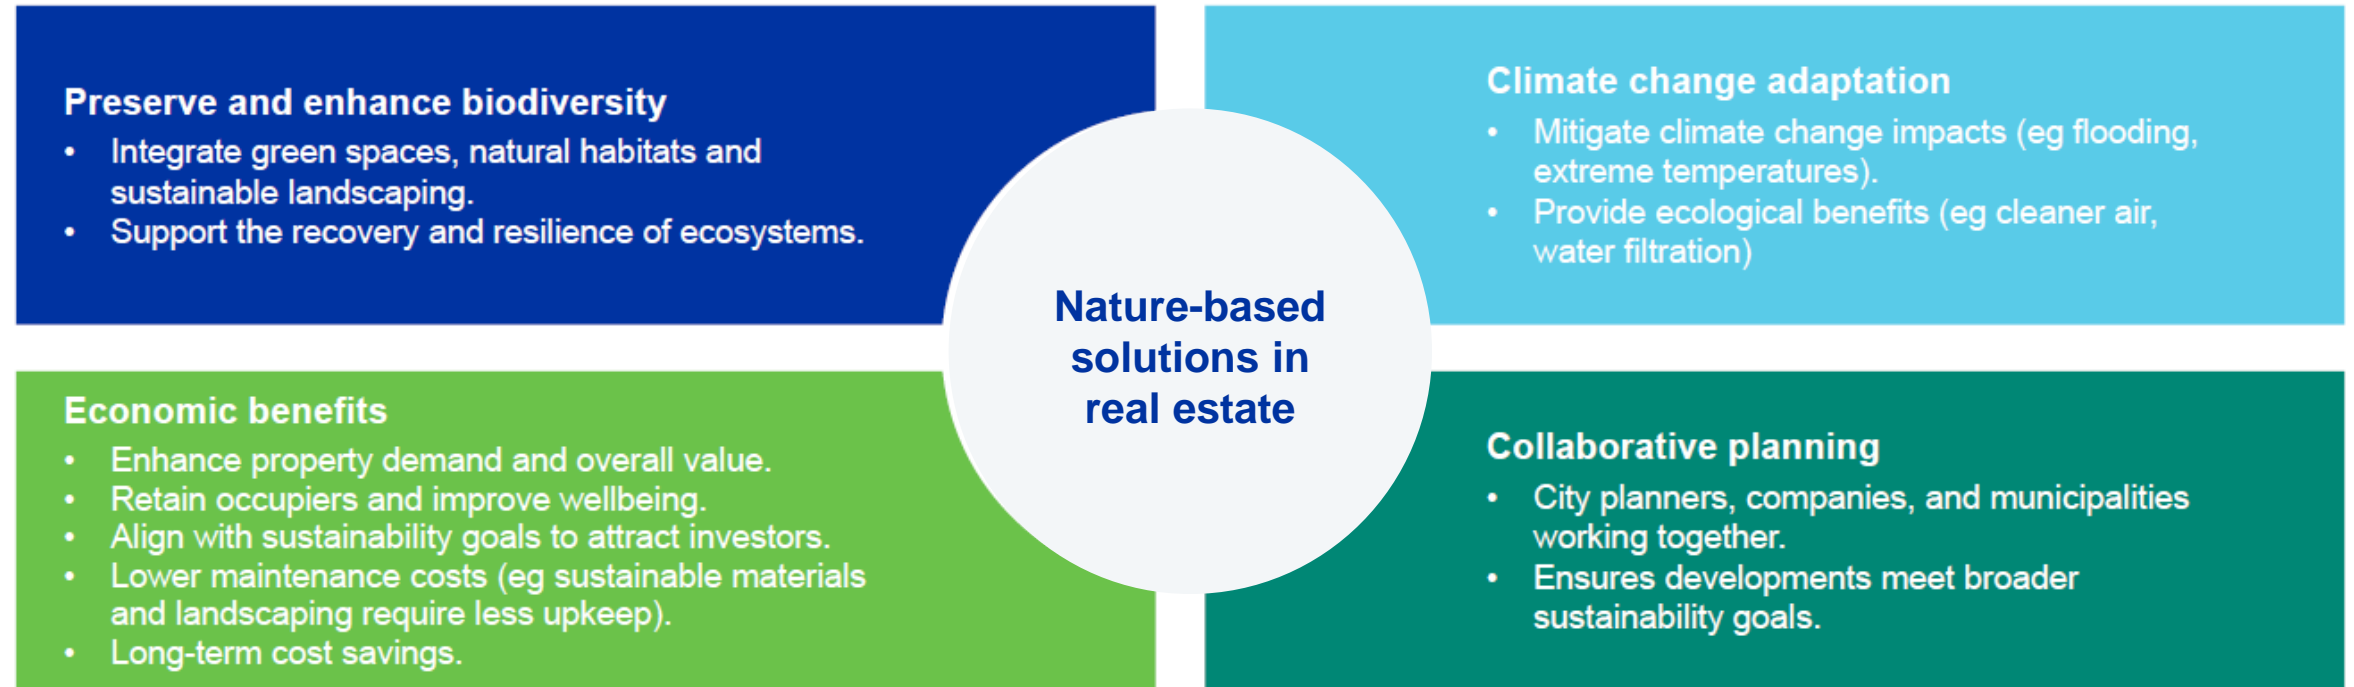 Preserve and enhance biodiversity
• Integrate green spaces, natural habitats and
sustainable landscaping.
• Support the recovery and resilience of ecosystems.
Climate change adaptation
• Mitigate climate change impacts (eg flooding,
extreme temperatures).
• Provide ecological benefits (eg cleaner air,
water filtration)
Nature-based
solutions in
real estate
Economic benefits
• Enhance property demand and overall value.
• Retain occupiers and improve wellbeing.
• Align with sustainability goals to attract investors.
• Lower maintenance costs (eg sustainable materials
and landscaping require less upkeep).
• Long-term cost savings.
Collaborative planning
• City planners, companies, and municipalities
working together.
• Ensures developments meet broader
sustainability goals.